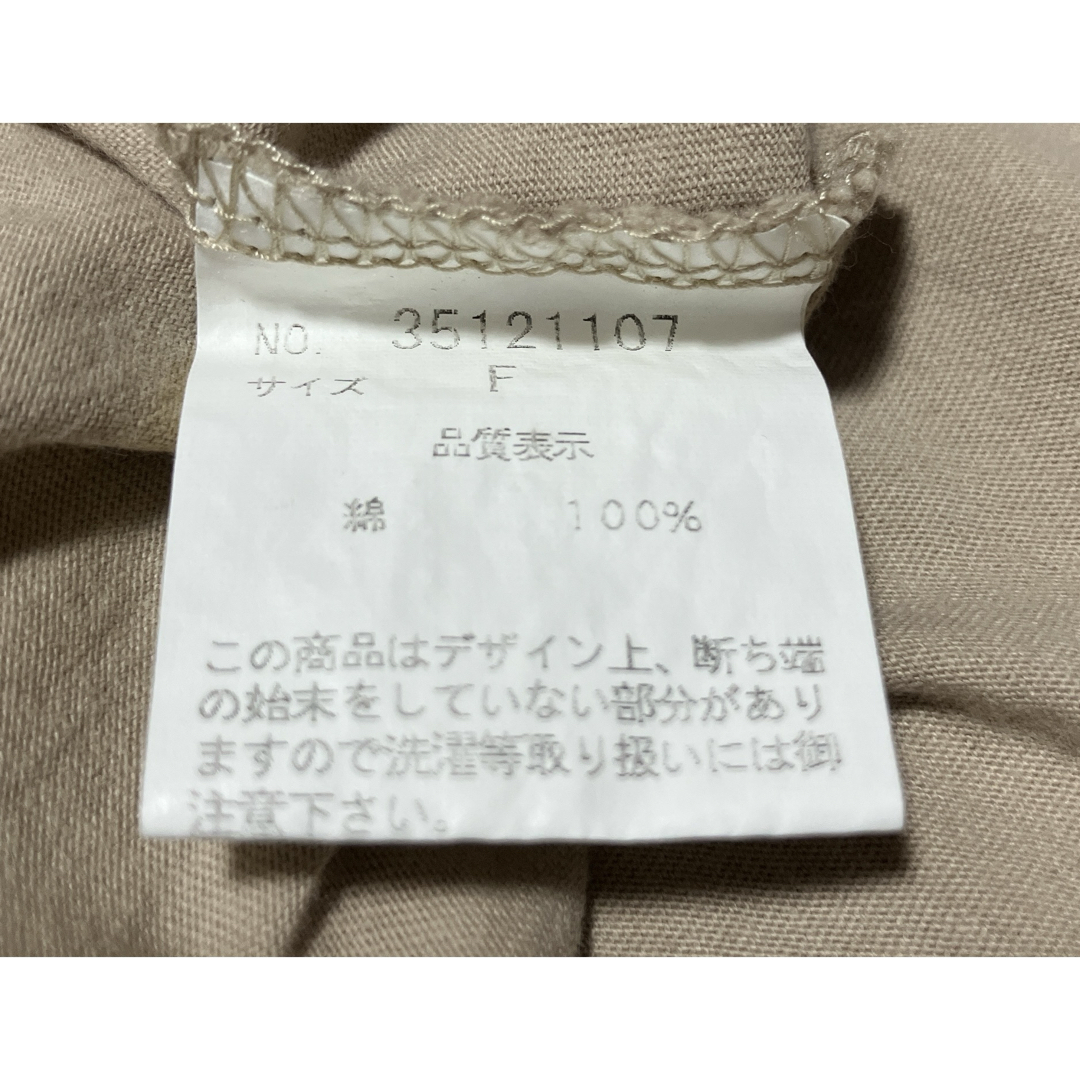 NO. 35121107
サイズ F
品質表示
綿 100%
この商品はデザイン上、断ち端
の始末をしていない部分があり
ますので洗濯等取り扱いには御
注意下さい。